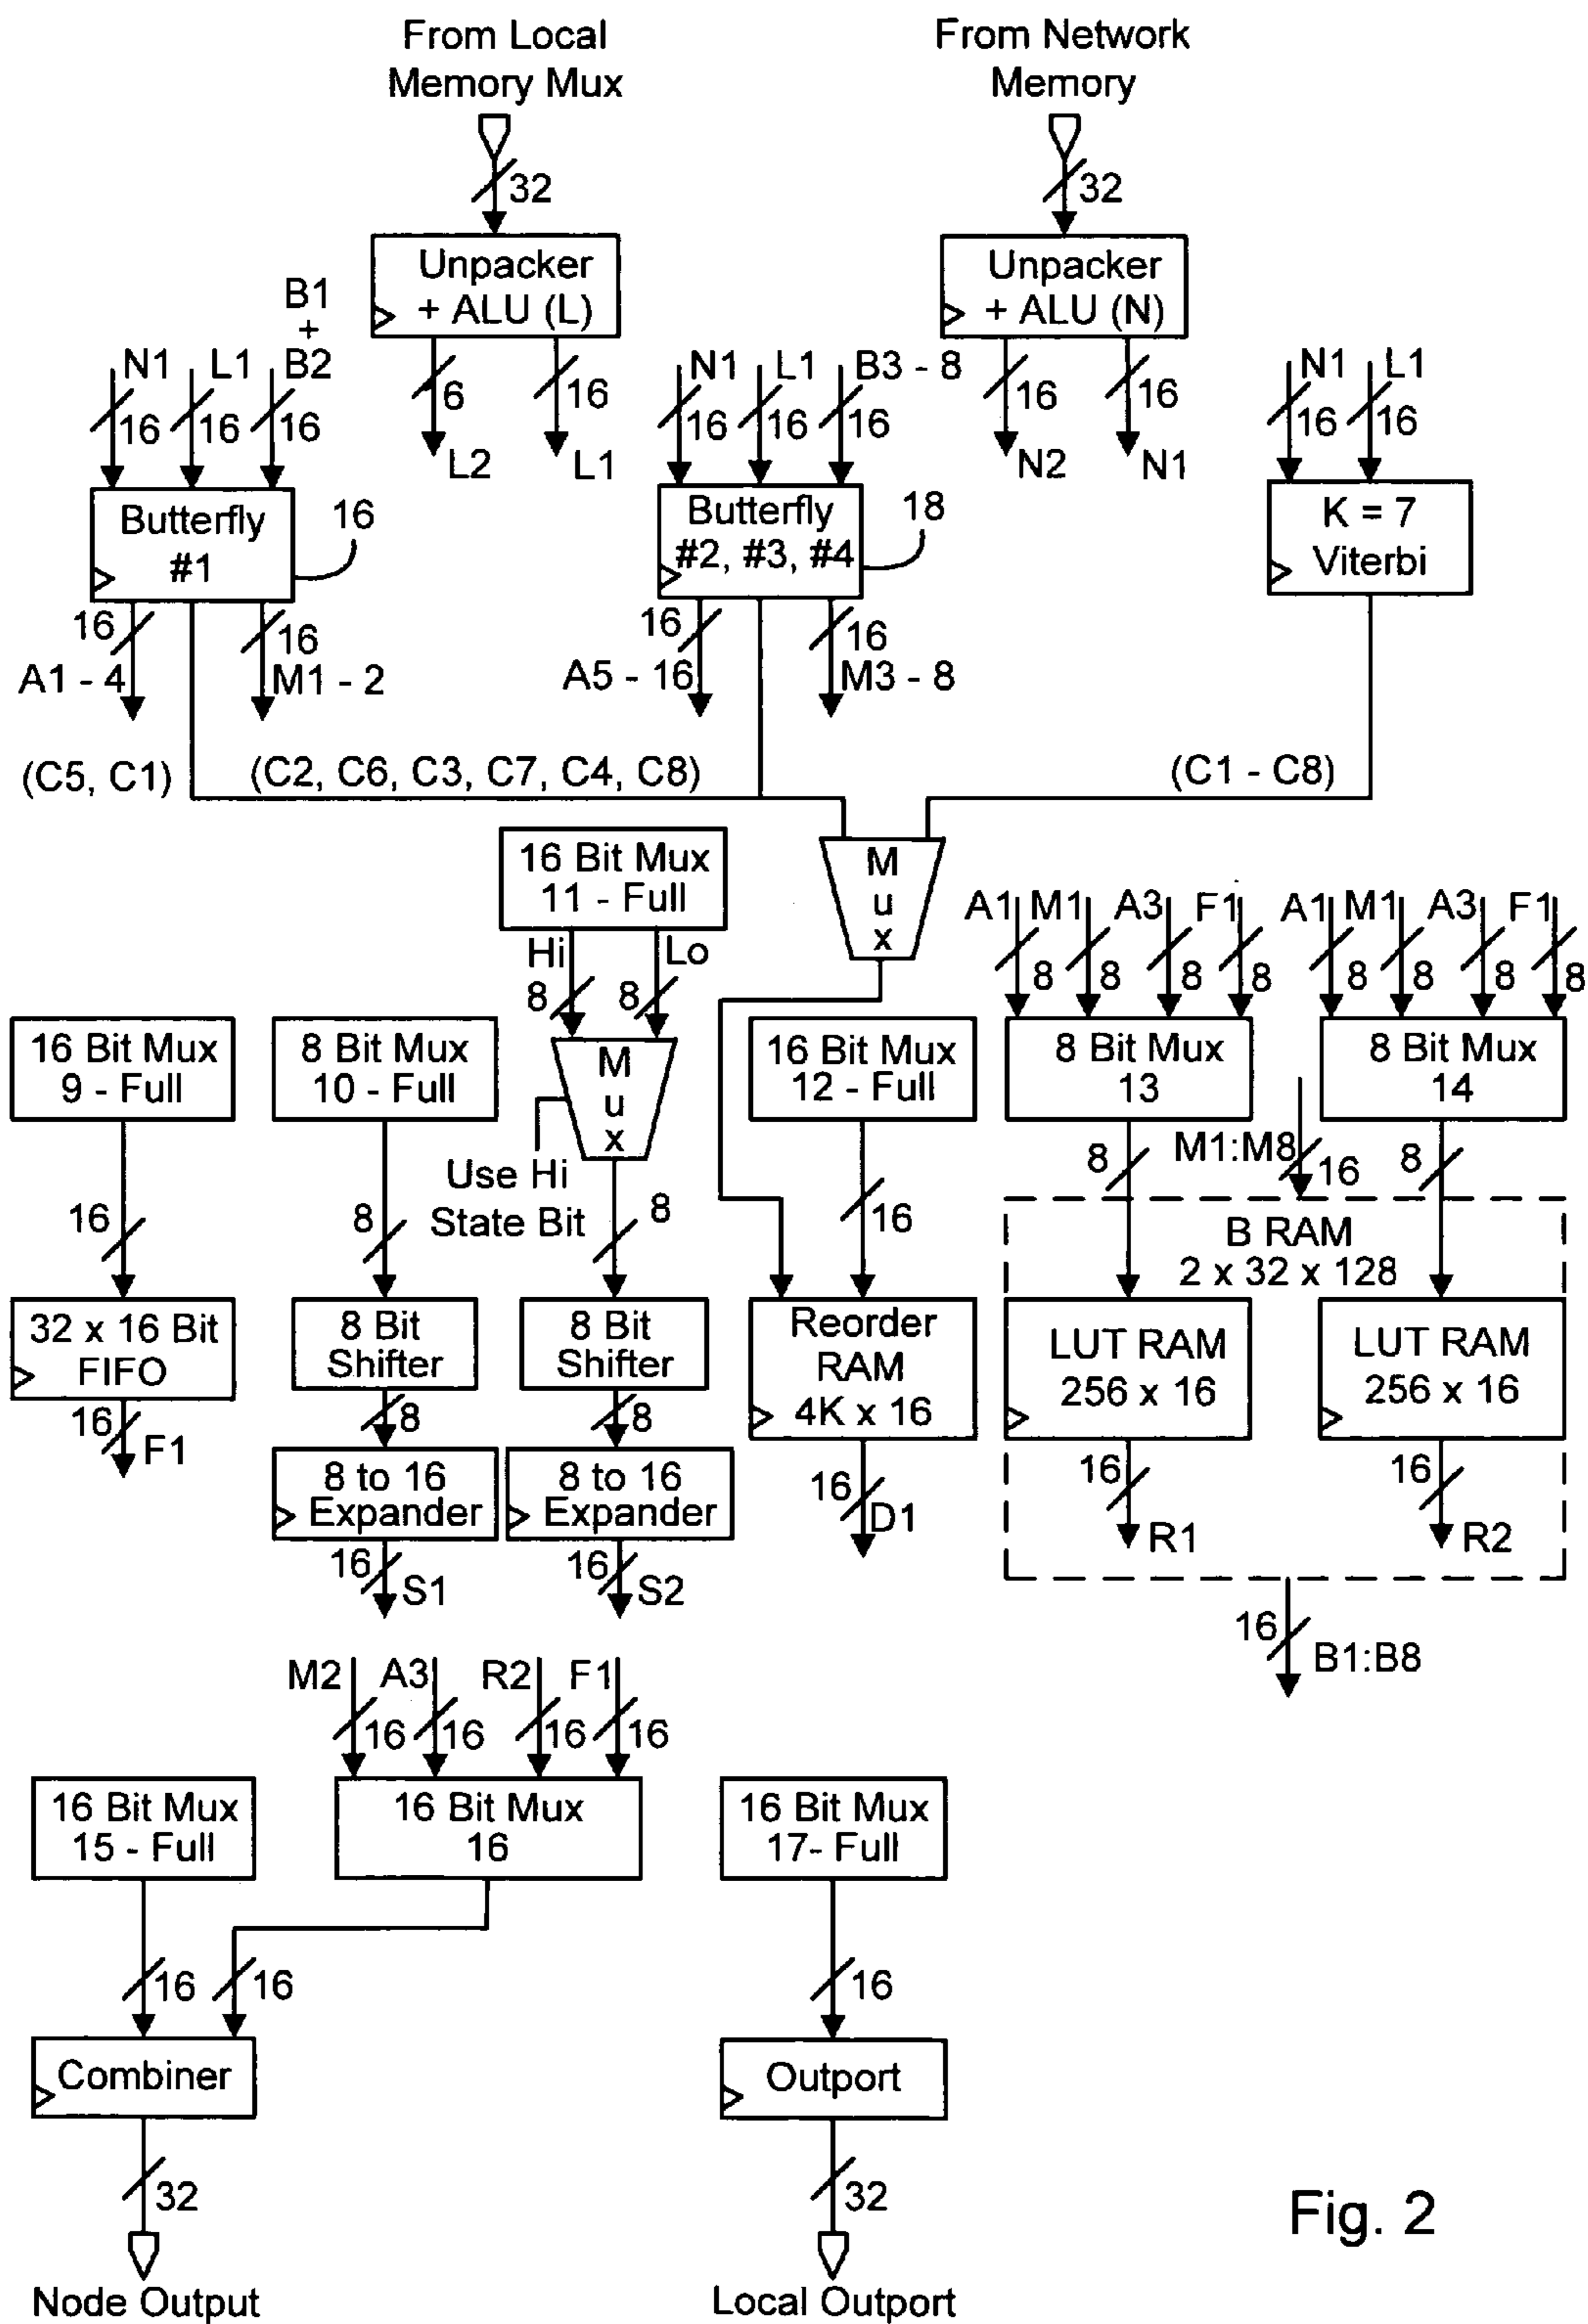 From Local
Memory Mux
From Network
Memory
32
32
Unpacker
+ ALU (L)
Unpacker
+ ALU (N)
B1
+
B2
N1
L1
16
16
16
6
16
L2
L1
N1
L1
B3 - 8
16
16
16
16
16
N2
N1
N1
L1
16
16
Butterfly
#1
16
Butterfly
#2, #3, #4
18
K = 7
Viterbi
16
16
A1 - 4
M1 - 2
16
16
A5 - 16
M3 - 8
(C5, C1)
(C2, C6, C3, C7, C4, C8)
(C1 - C8)
16 Bit Mux
11 - Full
M
u
x
Hi
Lo
8
8
A1
M1
A3
F1
8
8
8
8
A1
M1
A3
F1
8
8
8
8
16 Bit Mux
9 - Full
8 Bit Mux
10 - Full
M
u
x
16 Bit Mux
12 - Full
8 Bit Mux
13
8 Bit Mux
14
Use Hi
State Bit
16
8
8
16
8
M1:M8
16
8
B RAM
2 x 32 x 128
32 x 16 Bit
FIFO
8 Bit
Shifter
8 Bit
Shifter
Reorder
RAM
4K x 16
LUT RAM
256 x 16
LUT RAM
256 x 16
16
F1
8
8
8 to 16
Expander
8 to 16
Expander
16
D1
16
R1
16
R2
16
S1
16
S2
16
B1:B8
M2
A3
R2
F1
16
16
16
16
16 Bit Mux
15 - Full
16 Bit Mux
16
16 Bit Mux
17- Full
16
16
16
Combiner
Outport
32
32
Node Output
Local Outport
Fig. 2